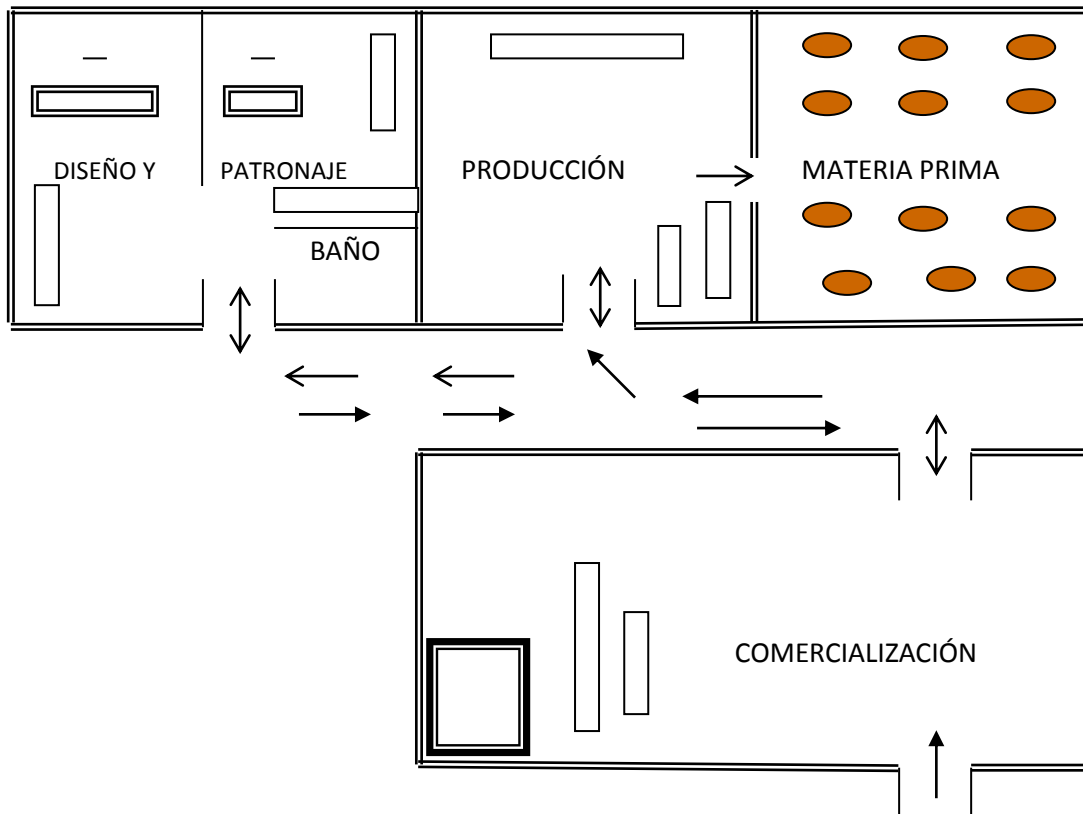 DISEÑO Y PATRONAJE
PRODUCCIÓN
MATERIA PRIMA
BAÑO
COMERCIALIZACIÓN